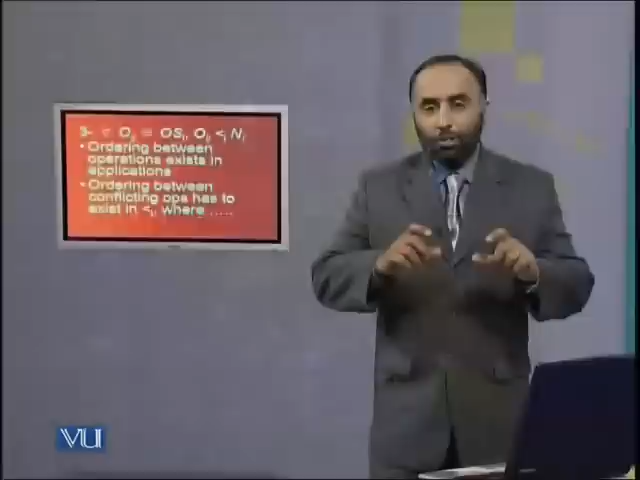 3- ∀ Oij ∈ OSi, Oij <i Ni
• Ordering between
operations exists in
applications
• Ordering between
conflicting ops has to
exist in <i, where .....
VU